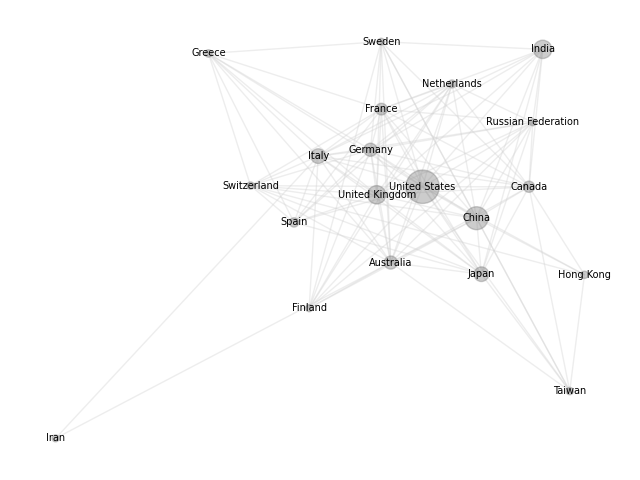 Sweden
Greece
India
Netherlands
France
Russian Federation
Germany
Italy
Switzerland
United States
Canada
United Kingdom
Spain
China
Australia
Japan
Hong Kong
Finland
Taiwan
Iran